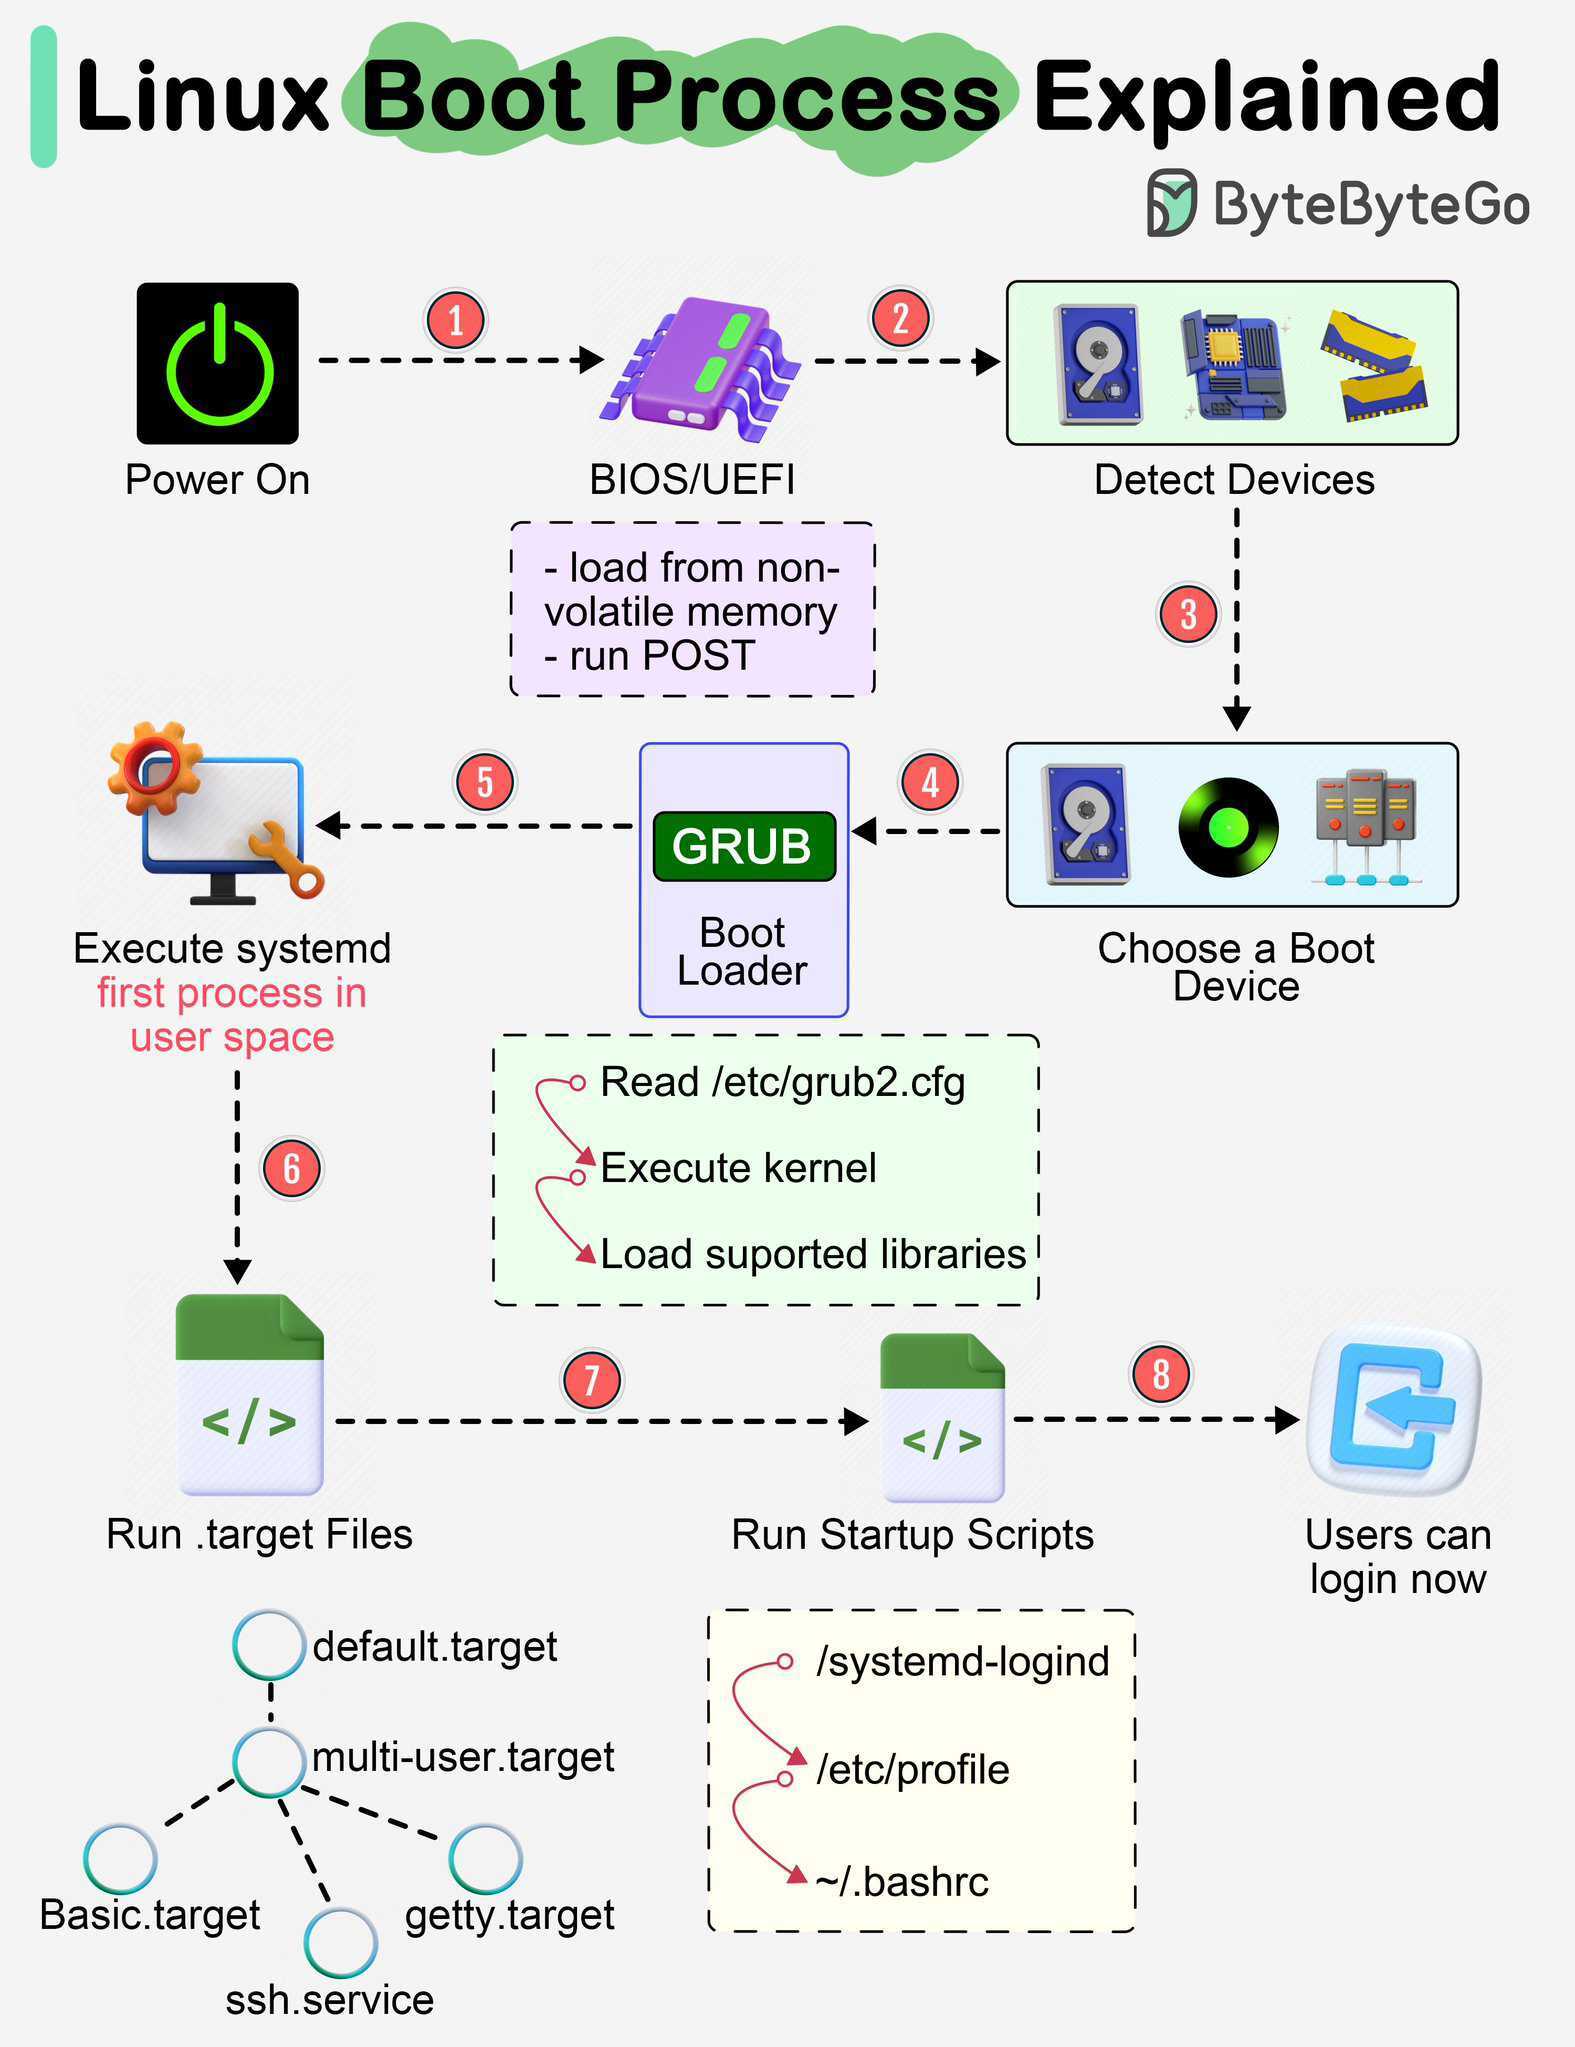 Linux Boot Process Explained
ByteByteGo
1
2
Power On
BIOS/UEFI
Detect Devices
- load from non-
volatile memory
- run POST
3
5
4
GRUB
Boot
Loader
Execute systemd
first process in
user space
Choose a Boot
Device
Read /etc/grub2.cfg
Execute kernel
Load suported libraries
6
7
8
</>
</>
Run .target Files
Run Startup Scripts
Users can
login now
default.target
multi-user.target
Basic.target
getty.target
ssh.service
/systemd-logind
/etc/profile
~/.bashrc